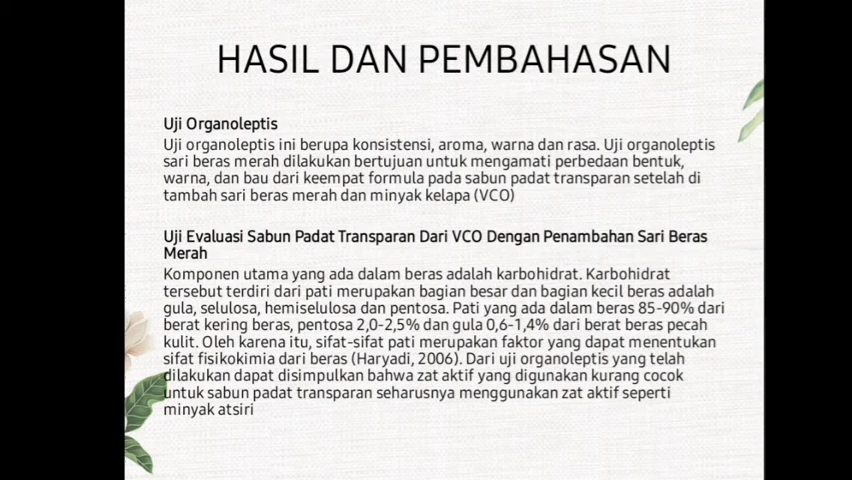 HASIL DAN PEMBAHASAN
Uji Organoleptis
Uji organoleptis ini berupa konsistensi, aroma, warna dan rasa. Uji organoleptis
sari beras merah dilakukan bertujuan untuk mengamati perbedaan bentuk,
warna, dan bau dari keempat formula pada sabun padat transparan setelah di
tambah sari beras merah dan minyak kelapa (VCO)
Uji Evaluasi Sabun Padat Transparan Dari VCO Dengan Penambahan Sari Beras
Merah
Komponen utama yang ada dalam beras adalah karbohidrat. Karbohidrat
tersebut terdiri dari pati merupakan bagian besar dan bagian kecil beras adalah
gula, selulosa, hemiselulosa dan pentosa. Pati yang ada dalam beras 85-90% dari
berat kering beras, pentosa 2,0-2,5% dan gula 0,6-1,4% dari berat beras pecah
kulit. Oleh karena itu, sifat-sifat pati merupakan faktor yang dapat menentukan
sifat fisikokimia dari beras (Haryadi, 2006). Dari uji organoleptis yang telah
dilakukan dapat disimpulkan bahwa zat aktif yang digunakan kurang cocok
untuk sabun padat transparan seharusnya menggunakan zat aktif seperti
minyak atsiri